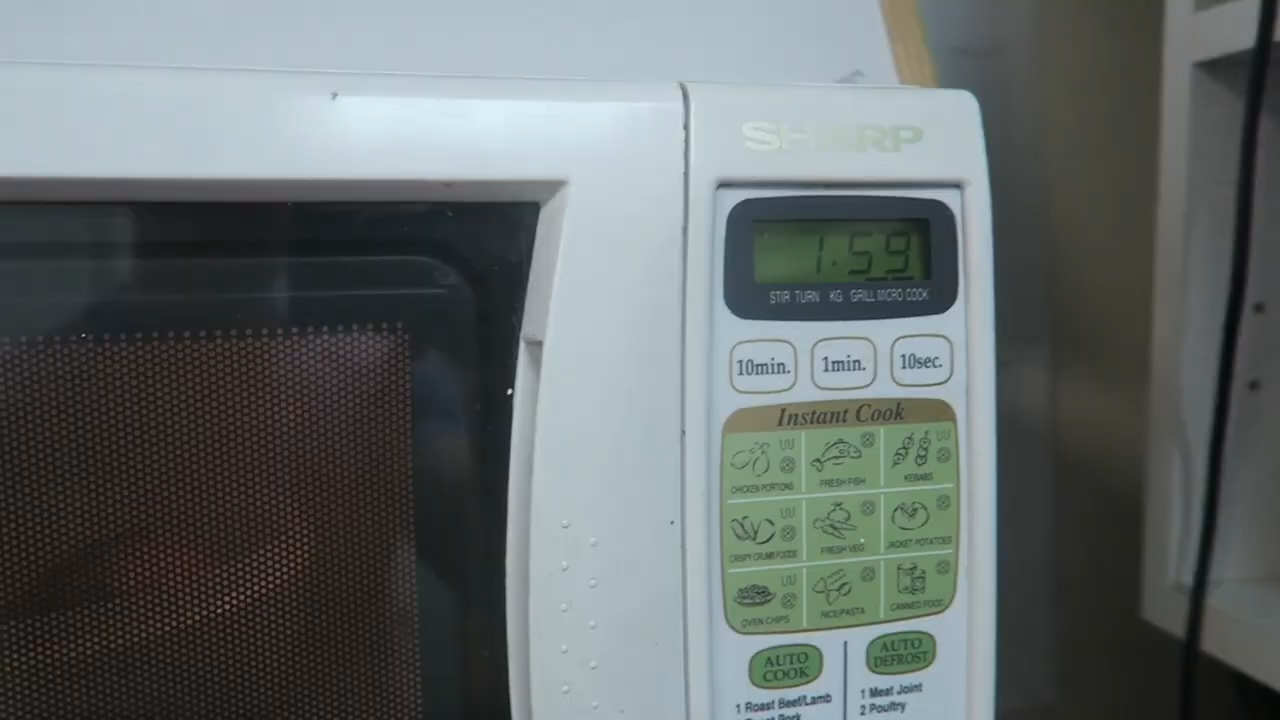 SHARP
1.59
STIR TURN KG GRILL MICRO COOK
10min. 1min. 10sec.
Instant Cook
CHICKEN PORTIONS FRESH FISH KEBABS
CRISPY CRUMB FOODS FRESH VEG JACKET POTATOES
OVEN CHIPS RICE/PASTA CANNED FOOD
AUTO COOK
1 Roast Beef/Lamb
AUTO DEFROST
1 Meat Joint
2 Poultry